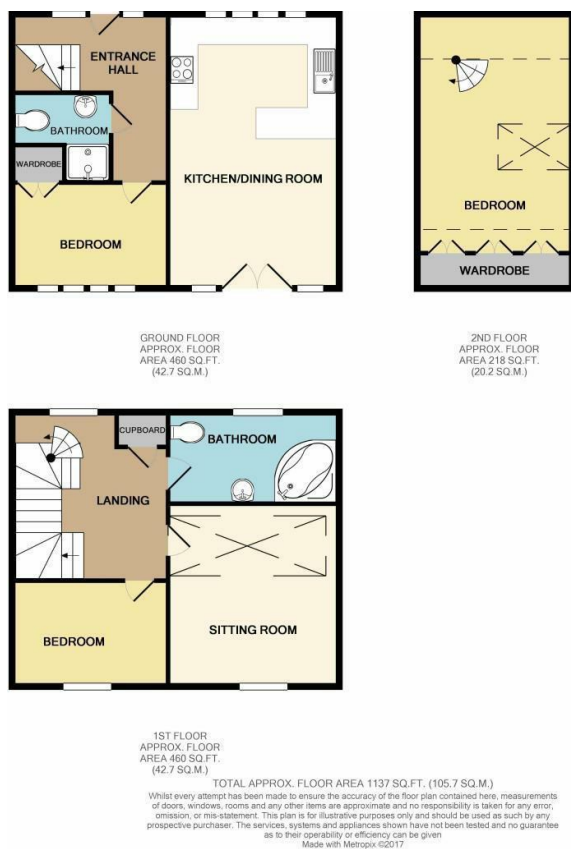 ENTRANCE
HALL
BATHROOM
WARDROBE
KITCHEN/DINING ROOM
BEDROOM
BEDROOM
WARDROBE
GROUND FLOOR
APPROX. FLOOR
AREA 460 SQ.FT.
(42.7 SQ.M.)
2ND FLOOR
APPROX. FLOOR
AREA 218 SQ.FT.
(20.2 SQ.M.)
CUPBOARD
BATHROOM
LANDING
BEDROOM
SITTING ROOM
1ST FLOOR
APPROX. FLOOR
AREA 460 SQ.FT.
(42.7 SQ.M.)
TOTAL APPROX. FLOOR AREA 1137 SQ.FT. (105.7 SQ.M.)
Whilst every attempt has been made to ensure the accuracy of the floor plan contained here, measurements
of doors, windows, rooms and any other items are approximate and no responsibility is taken for any error,
omission, or mis-statement. This plan is for illustrative purposes only and should be used as such by any
prospective purchaser. The services, systems and appliances shown have not been tested and no guarantee
as to their operability or efficiency can be given
Made with Metropix ©2017